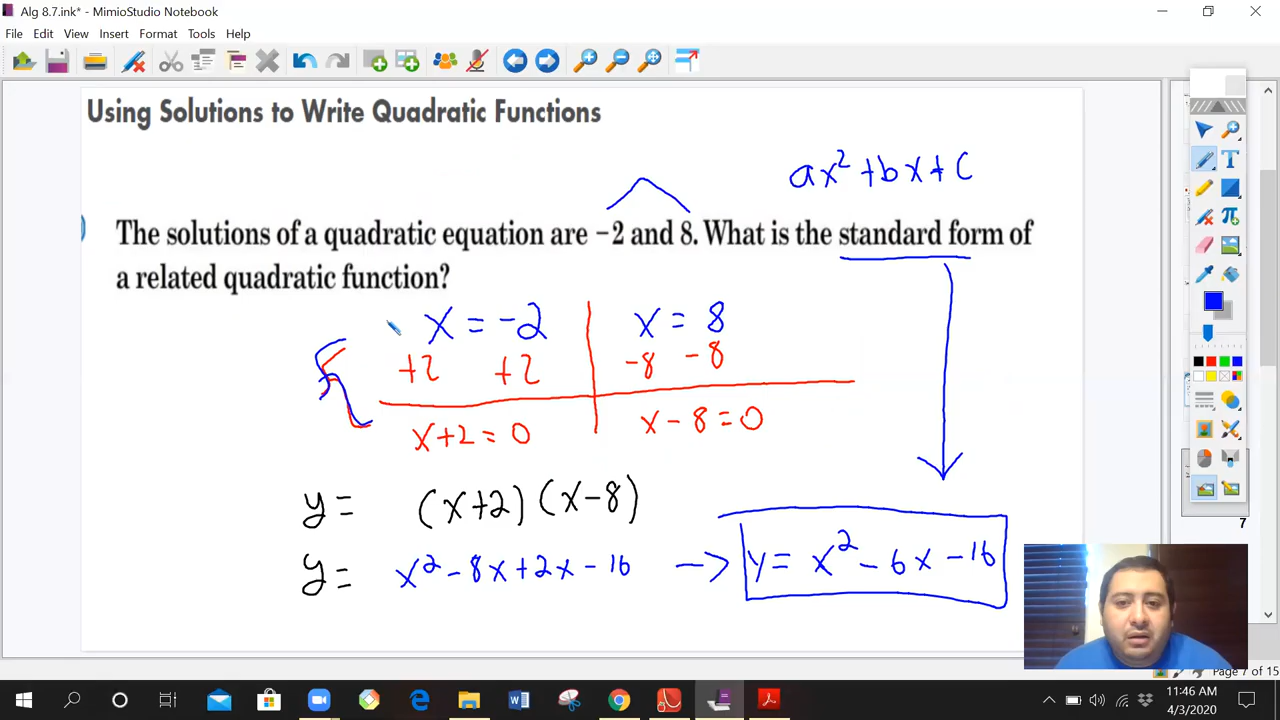 Alg 8.7.ink* - MimioStudio Notebook
File Edit View Insert Format Tools Help
Using Solutions to Write Quadratic Functions
ax² + bx + c
The solutions of a quadratic equation are −2 and 8. What is the standard form of
a related quadratic function?
x = -2 x = 8
+2 +2 -8 -8
x+2 = 0 x - 8 = 0
y = (x+2) (x-8)
y = x² - 8x + 2x - 16 → y = x² - 6x - 16
7
Page 7 of 15
11:46 AM
4/3/2020